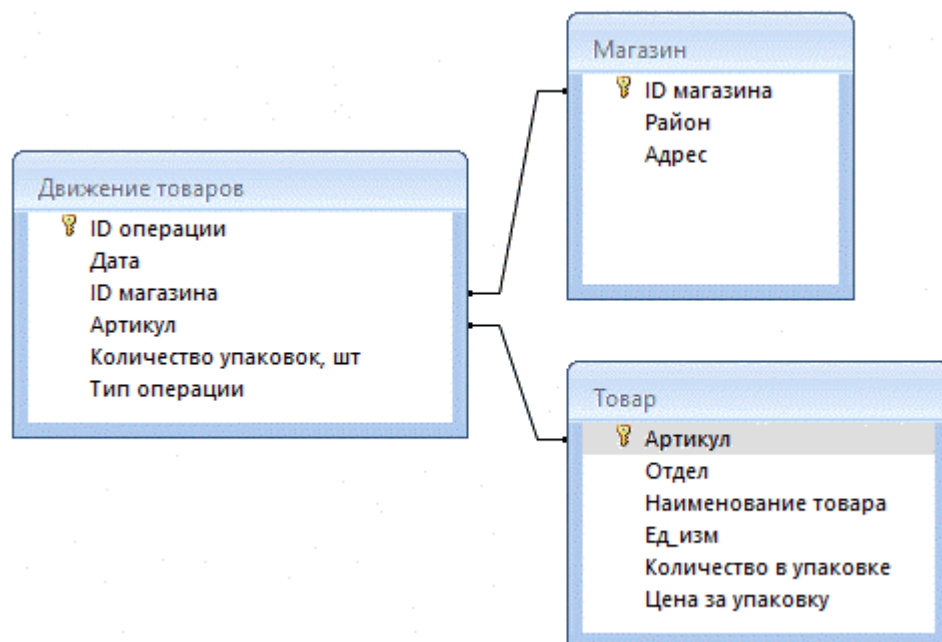 Движение товаров
ID операции
Дата
ID магазина
Артикул
Количество упаковок, шт
Тип операции
Магазин
ID магазина
Район
Адрес
Товар
Артикул
Отдел
Наименование товара
Ед_изм
Количество в упаковке
Цена за упаковку